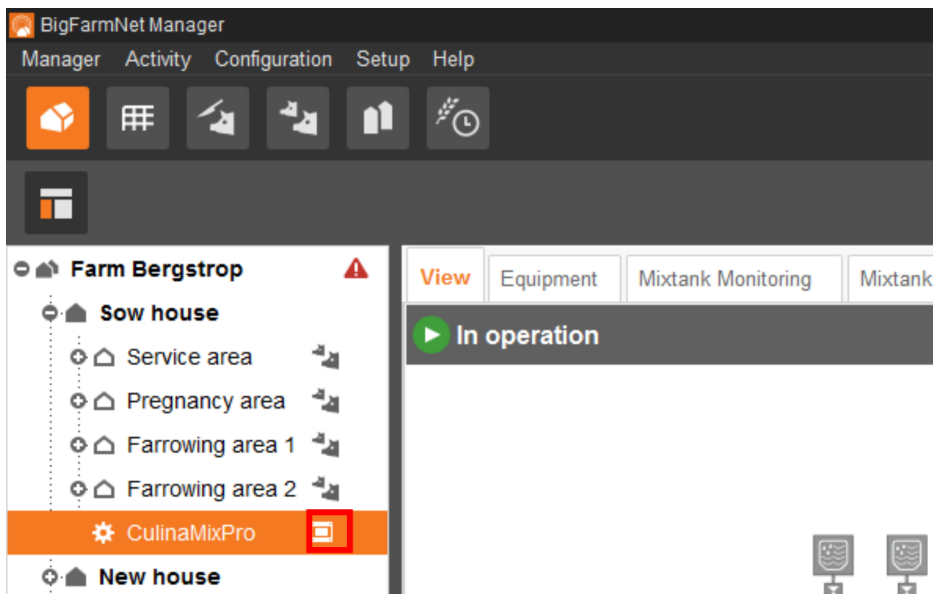 BigFarmNet Manager
Manager Activity Configuration Setup Help
Farm Bergstrop
Sow house
Service area
Pregnancy area
Farrowing area 1
Farrowing area 2
CulinaMixPro
New house
View Equipment Mixtank Monitoring Mixtank
In operation